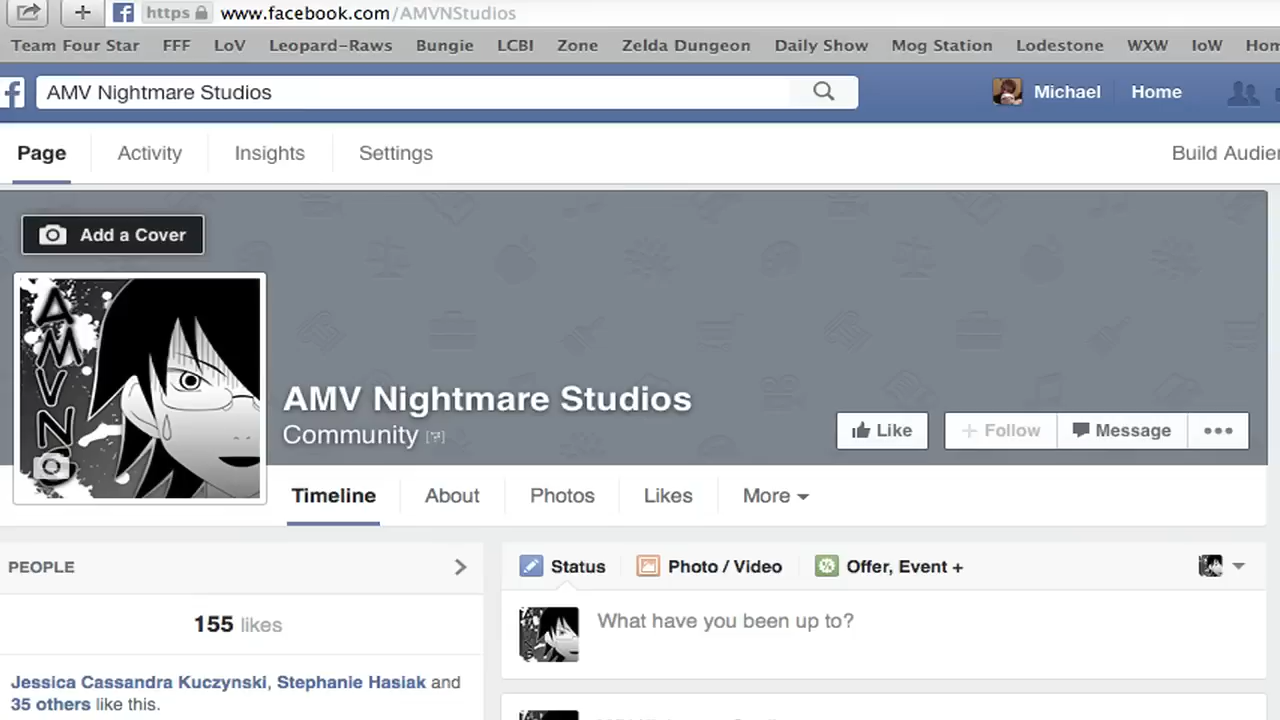 https www.facebook.com/AMVNStudios
Team Four Star FFF LoV Leopard-Raws Bungie LCBI Zone Zelda Dungeon Daily Show Mog Station Lodestone WXW IoW
AMV Nightmare Studios Michael Home
Page Activity Insights Settings Build
Add a Cover
AMVN
AMV Nightmare Studios
Community [?]
Like + Follow Message
Timeline About Photos Likes More
PEOPLE
Status Photo / Video Offer, Event +
155 likes
What have you been up to?
Jessica Cassandra Kuczynski, Stephanie Hasiak and
35 others like this.